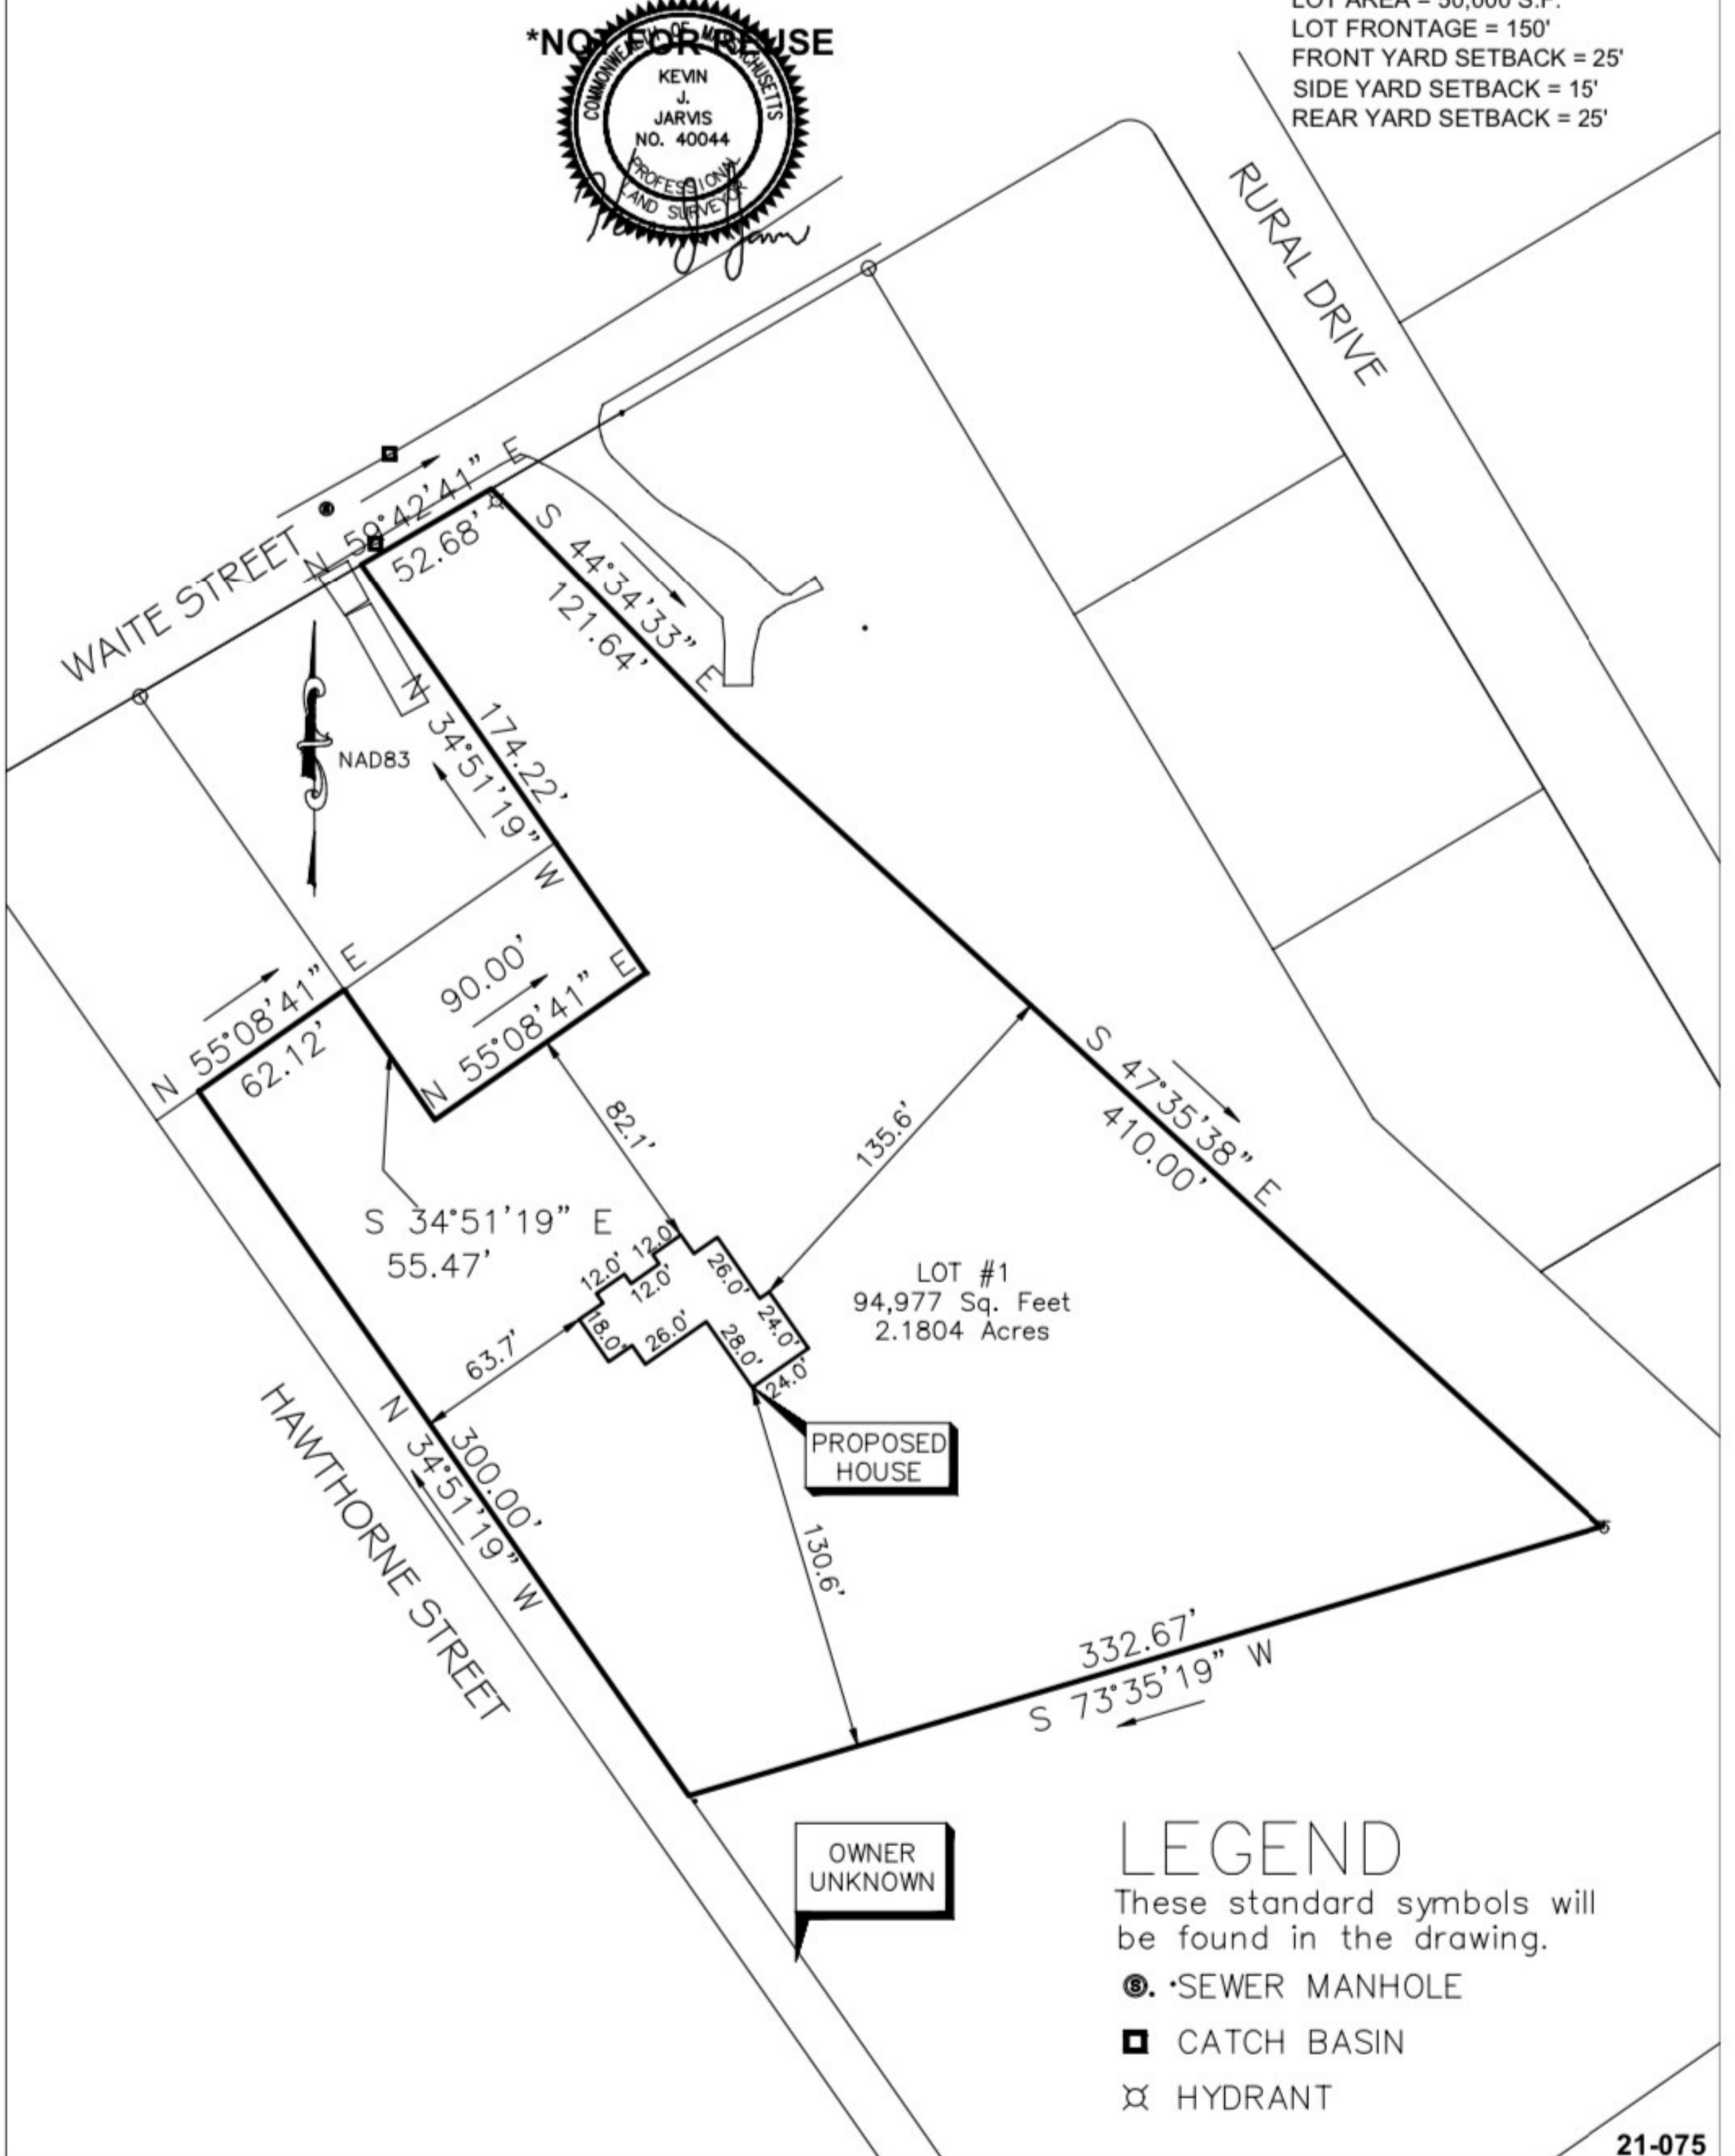 LOT AREA = 30,000 S.F.
LOT FRONTAGE = 150'
FRONT YARD SETBACK = 25'
SIDE YARD SETBACK = 15'
REAR YARD SETBACK = 25'
*NOT FOR REUSE
COMMONWEALTH OF MASSACHUSETTS
KEVIN
J.
JARVIS
NO. 40044
PROFESSIONAL
LAND SURVEYOR
RURAL DRIVE
WAITE STREET
N 59°42'41" E
52.68'
S 44°34'33" E
121.64'
NAD83
174.22'
N 34°51'19" W
N 55°08'41" E
62.12'
90.00'
N 55°08'41" E
S 34°51'19" E
55.47'
82.1'
135.6'
S 47°35'38" E
410.00'
12.0'
12.0'
12.0
26.0'
24.0'
24.0
28.0'
26.0'
18.0'
63.7'
LOT #1
94,977 Sq. Feet
2.1804 Acres
PROPOSED
HOUSE
HAWTHORNE STREET
300.00'
N 34°51'19" W
130.6'
332.67'
S 73°35'19" W
OWNER
UNKNOWN
LEGEND
These standard symbols will
be found in the drawing.
SEWER MANHOLE
CATCH BASIN
HYDRANT
21-075